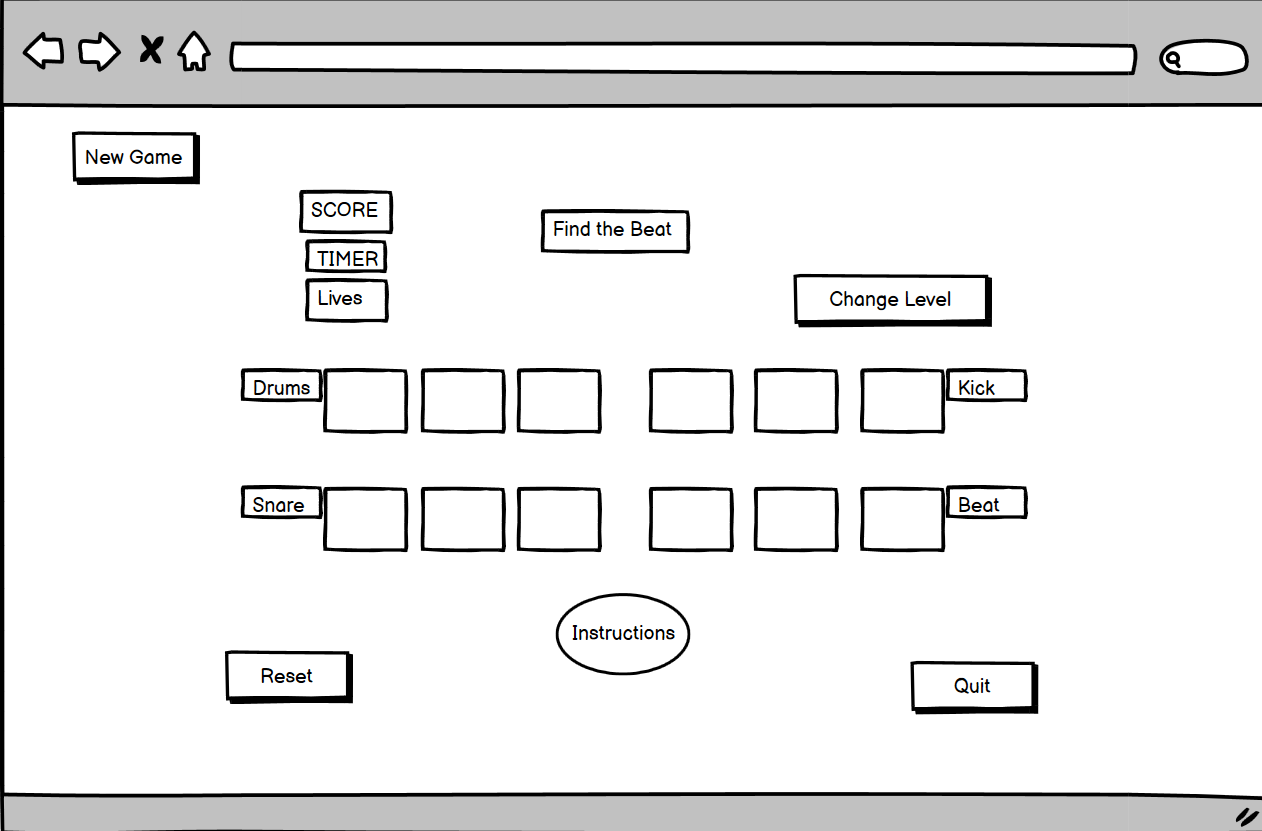 New Game
SCORE
Find the Beat
TIMER
Lives
Change Level
Drums
Kick
Snare
Beat
Instructions
Reset
Quit